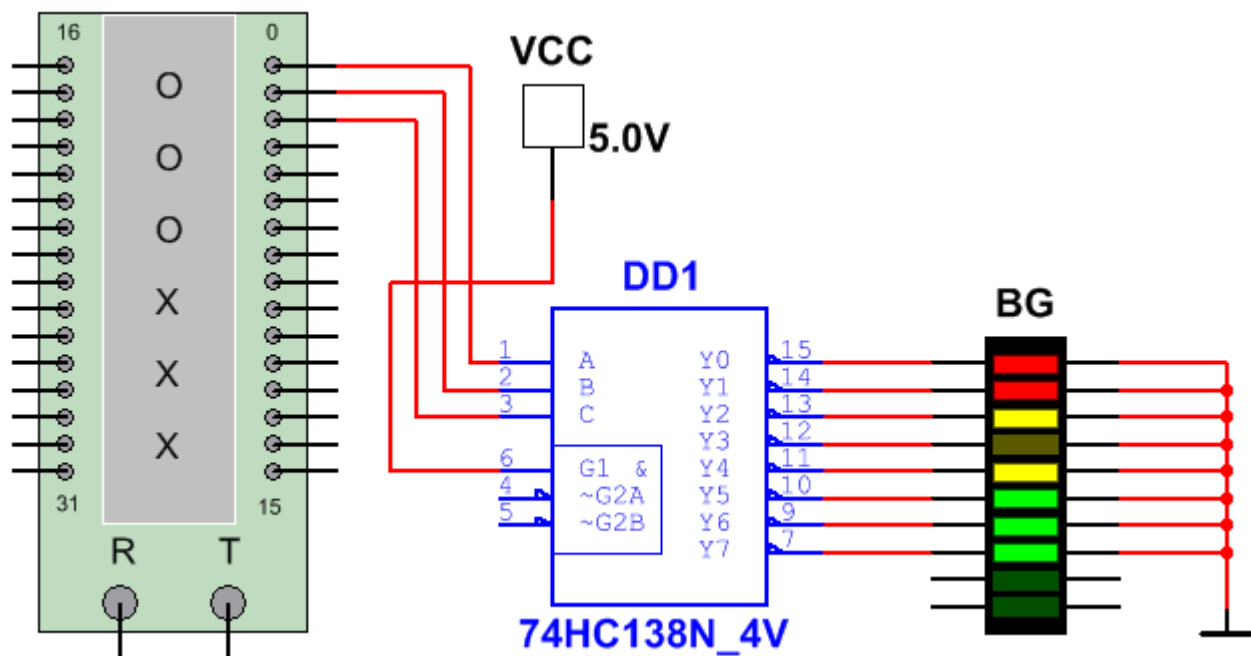 16 0
O
O
O
X
X
X
31 15
R T
VCC
5.0V
DD1
1 A Y0 15
2 B Y1 14
3 C Y2 13
Y3 12
6 G1 & Y4 11
4 ~G2A Y5 10
5 ~G2B Y6 9
Y7 7
74HC138N_4V
BG